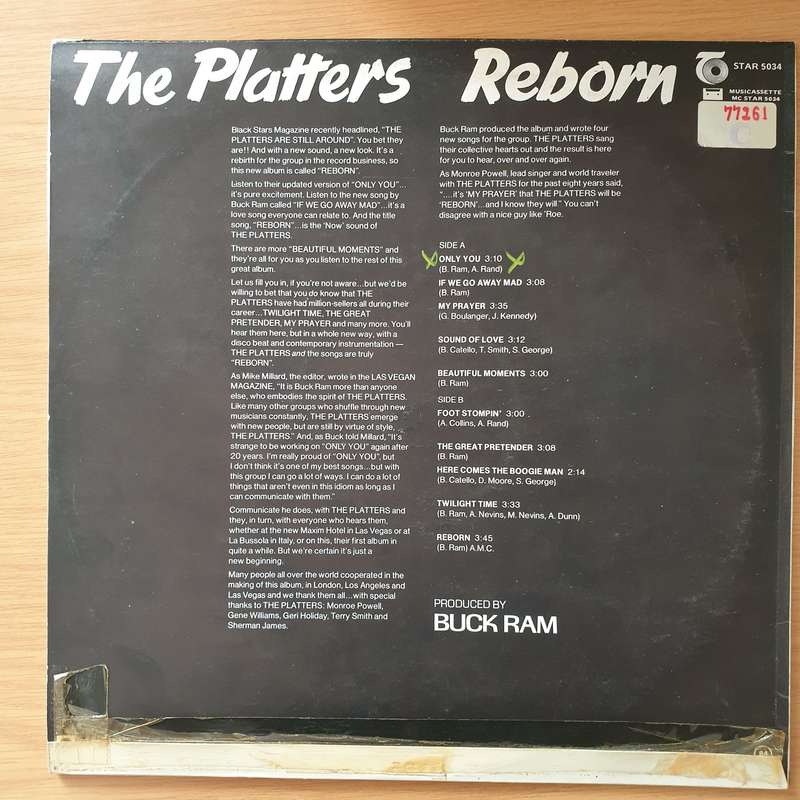 The Platters Reborn
STAR 5034
MUSICASSETTE
MC STAR 5034
77261
Black Stars Magazine recently headlined, "THE
PLATTERS ARE STILL AROUND". You bet they
are!! And with a new sound, a new look. It's a
rebirth for the group in the record business, so
this new album is called "REBORN".
Listen to their updated version of "ONLY YOU"...
it's pure excitement. Listen to the new song by
Buck Ram called "IF WE GO AWAY MAD"...it's a
love song everyone can relate to. And the title
song, "REBORN"...is the 'Now' sound of
THE PLATTERS.
There are more "BEAUTIFUL MOMENTS" and
they're all for you as you listen to the rest of this
great album.
Let us fill you in, if you're not aware...but we'd be
willing to bet that you do know that THE
PLATTERS have had million-sellers all during their
career...TWILIGHT TIME, THE GREAT
PRETENDER, MY PRAYER and many more. You'll
hear them here, but in a whole new way, with a
disco beat and contemporary instrumentation —
THE PLATTERS and the songs are truly
"REBORN".
As Mike Millard, the editor, wrote in the LAS VEGAN
MAGAZINE, "It is Buck Ram more than anyone
else, who embodies the spirit of THE PLATTERS.
Like many other groups who shuffle through new
musicians constantly, THE PLATTERS emerge
with new people, but are still by virtue of style,
THE PLATTERS." And, as Buck told Millard, "It's
strange to be working on "ONLY YOU" again after
20 years. I'm really proud of "ONLY YOU", but
I don't think it's one of my best songs...but with
this group I can go a lot of ways. I can do a lot of
things that aren't even in this idiom as long as I
can communicate with them."
Communicate he does, with THE PLATTERS and
they, in turn, with everyone who hears them,
whether at the new Maxim Hotel in Las Vegas or at
La Bussola in Italy, or on this, their first album in
quite a while. But we're certain it's just a
new beginning.
Many people all over the world cooperated in the
making of this album, in London, Los Angeles and
Las Vegas and we thank them all...with special
thanks to THE PLATTERS: Monroe Powell,
Gene Williams, Geri Holiday, Terry Smith and
Sherman James.
Buck Ram produced the album and wrote four
new songs for the group. THE PLATTERS sang
their collective hearts out and the result is here
for you to hear, over and over again.
As Monroe Powell, lead singer and world traveler
with THE PLATTERS for the past eight years said,
"....it's 'MY PRAYER' that THE PLATTERS will be
'REBORN'...and I know they will." You can't
disagree with a nice guy like 'Roe.
SIDE A
ONLY YOU 3:10
(B. Ram, A. Rand)
IF WE GO AWAY MAD 3:08
(B. Ram)
MY PRAYER 3:35
(G. Boulanger, J. Kennedy)
SOUND OF LOVE 3:12
(B. Catello, T. Smith, S. George)
BEAUTIFUL MOMENTS 3:00
(B. Ram)
SIDE B
FOOT STOMPIN' 3:00
(A. Collins, A. Rand)
THE GREAT PRETENDER 3:08
(B. Ram)
HERE COMES THE BOOGIE MAN 2:14
(B. Catello, D. Moore, S. George)
TWILIGHT TIME 3:33
(B. Ram, A. Nevins, M. Nevins, A. Dunn)
REBORN 3:45
(B. Ram) A.M.C.
PRODUCED BY
BUCK RAM